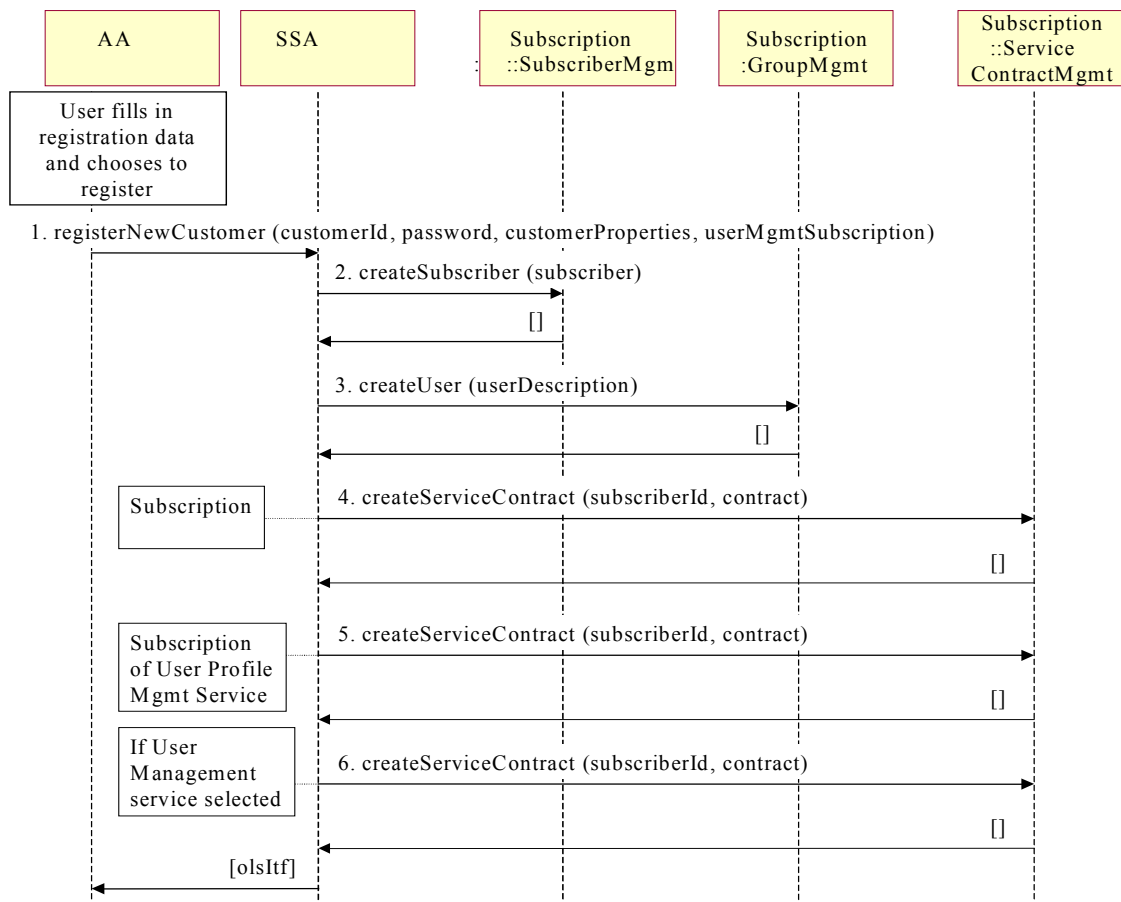 AA
SSA
Subscription
: ::SubscriberMgm
Subscription
:GroupMgmt
Subscription
::Service
ContractMgmt
User fills in
registration data
and chooses to
register
1. registerNewCustomer (customerId, password, customerProperties, userMgmtSubscription)
2. createSubscriber (subscriber)
[]
3. createUser (userDescription)
[]
Subscription
4. createServiceContract (subscriberId, contract)
[]
Subscription
of User Profile
Mgmt Service
5. createServiceContract (subscriberId, contract)
[]
If User
Management
service selected
6. createServiceContract (subscriberId, contract)
[]
[olsItf]